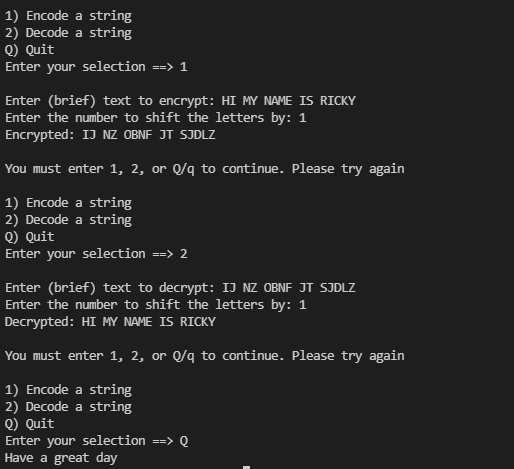 1) Encode a string
2) Decode a string
Q) Quit
Enter your selection ==> 1
Enter (brief) text to encrypt: HI MY NAME IS RICKY
Enter the number to shift the letters by: 1
Encrypted: IJ NZ OBNF JT SJDLZ
You must enter 1, 2, or Q/q to continue. Please try again
1) Encode a string
2) Decode a string
Q) Quit
Enter your selection ==> 2
Enter (brief) text to decrypt: IJ NZ OBNF JT SJDLZ
Enter the number to shift the letters by: 1
Decrypted: HI MY NAME IS RICKY
You must enter 1, 2, or Q/q to continue. Please try again
1) Encode a string
2) Decode a string
Q) Quit
Enter your selection ==> Q
Have a great day